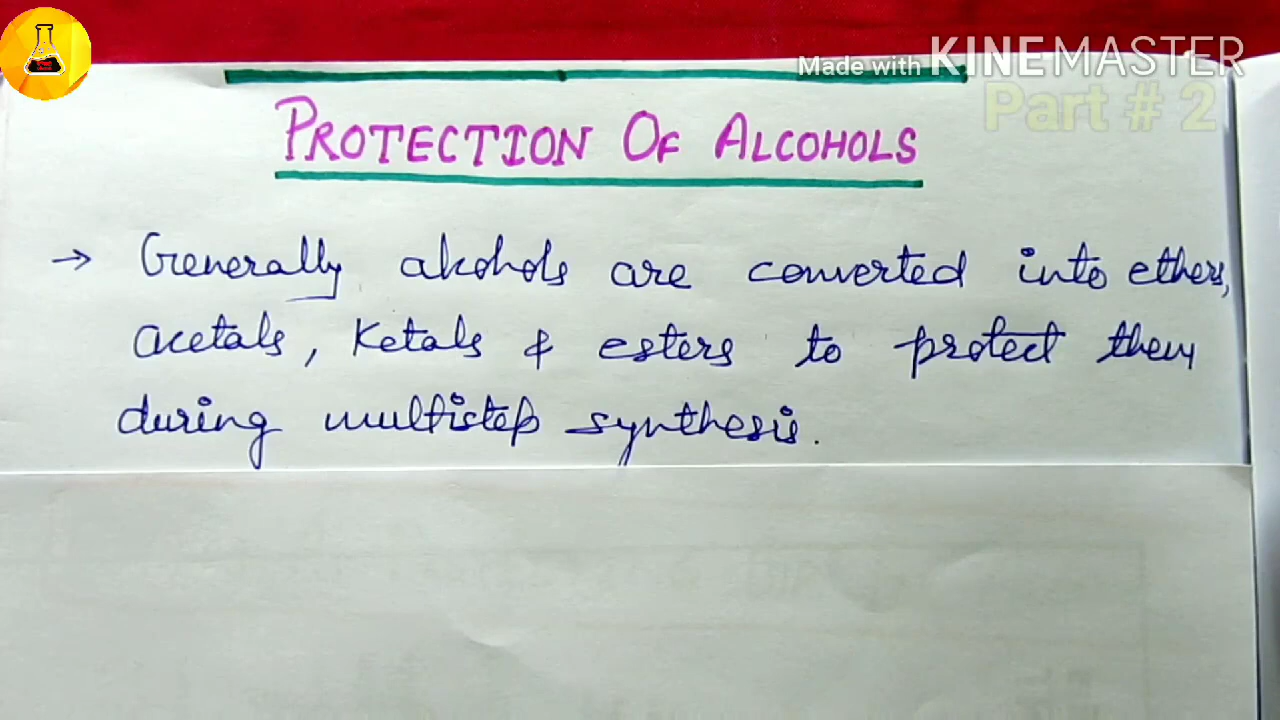 Made with KINEMASTER
Part # 2
PROTECTION OF ALCOHOLS
→ Generally alcohols are converted into ethers,
acetals, Ketals & esters to protect them
during multistep synthesis.